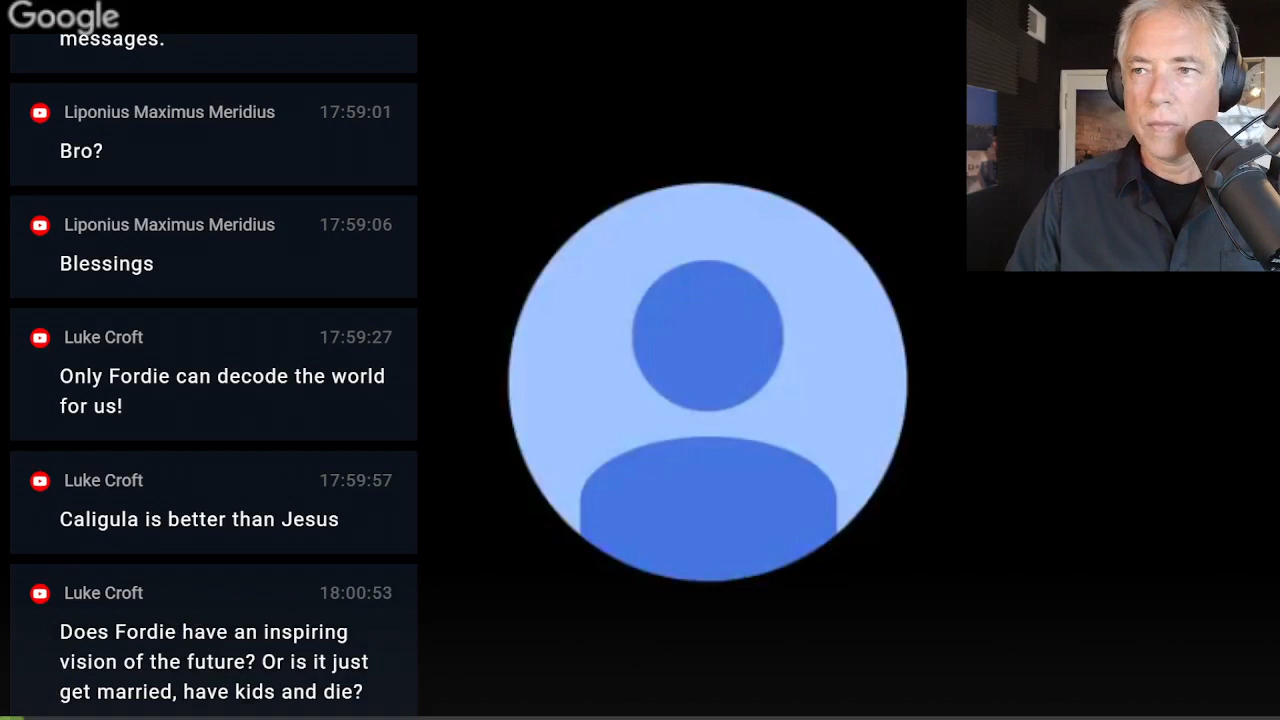 Google
messages.
Liponius Maximus Meridius 17:59:01
Bro?
Liponius Maximus Meridius 17:59:06
Blessings
Luke Croft 17:59:27
Only Fordie can decode the world
for us!
Luke Croft 17:59:57
Caligula is better than Jesus
Luke Croft 18:00:53
Does Fordie have an inspiring
vision of the future? Or is it just
get married, have kids and die?